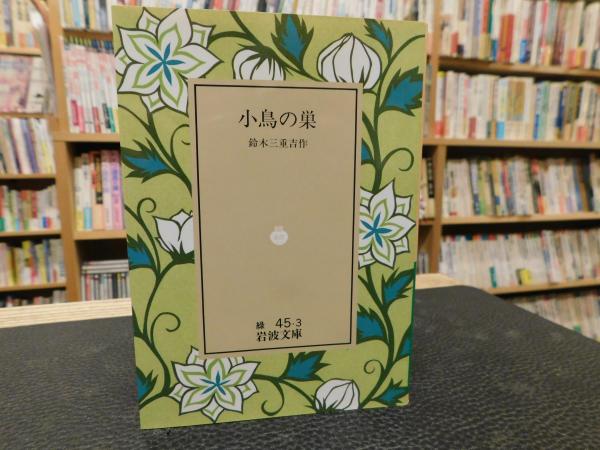 小鳥の巣
鈴木三重吉作
緑 45-3
岩波文庫